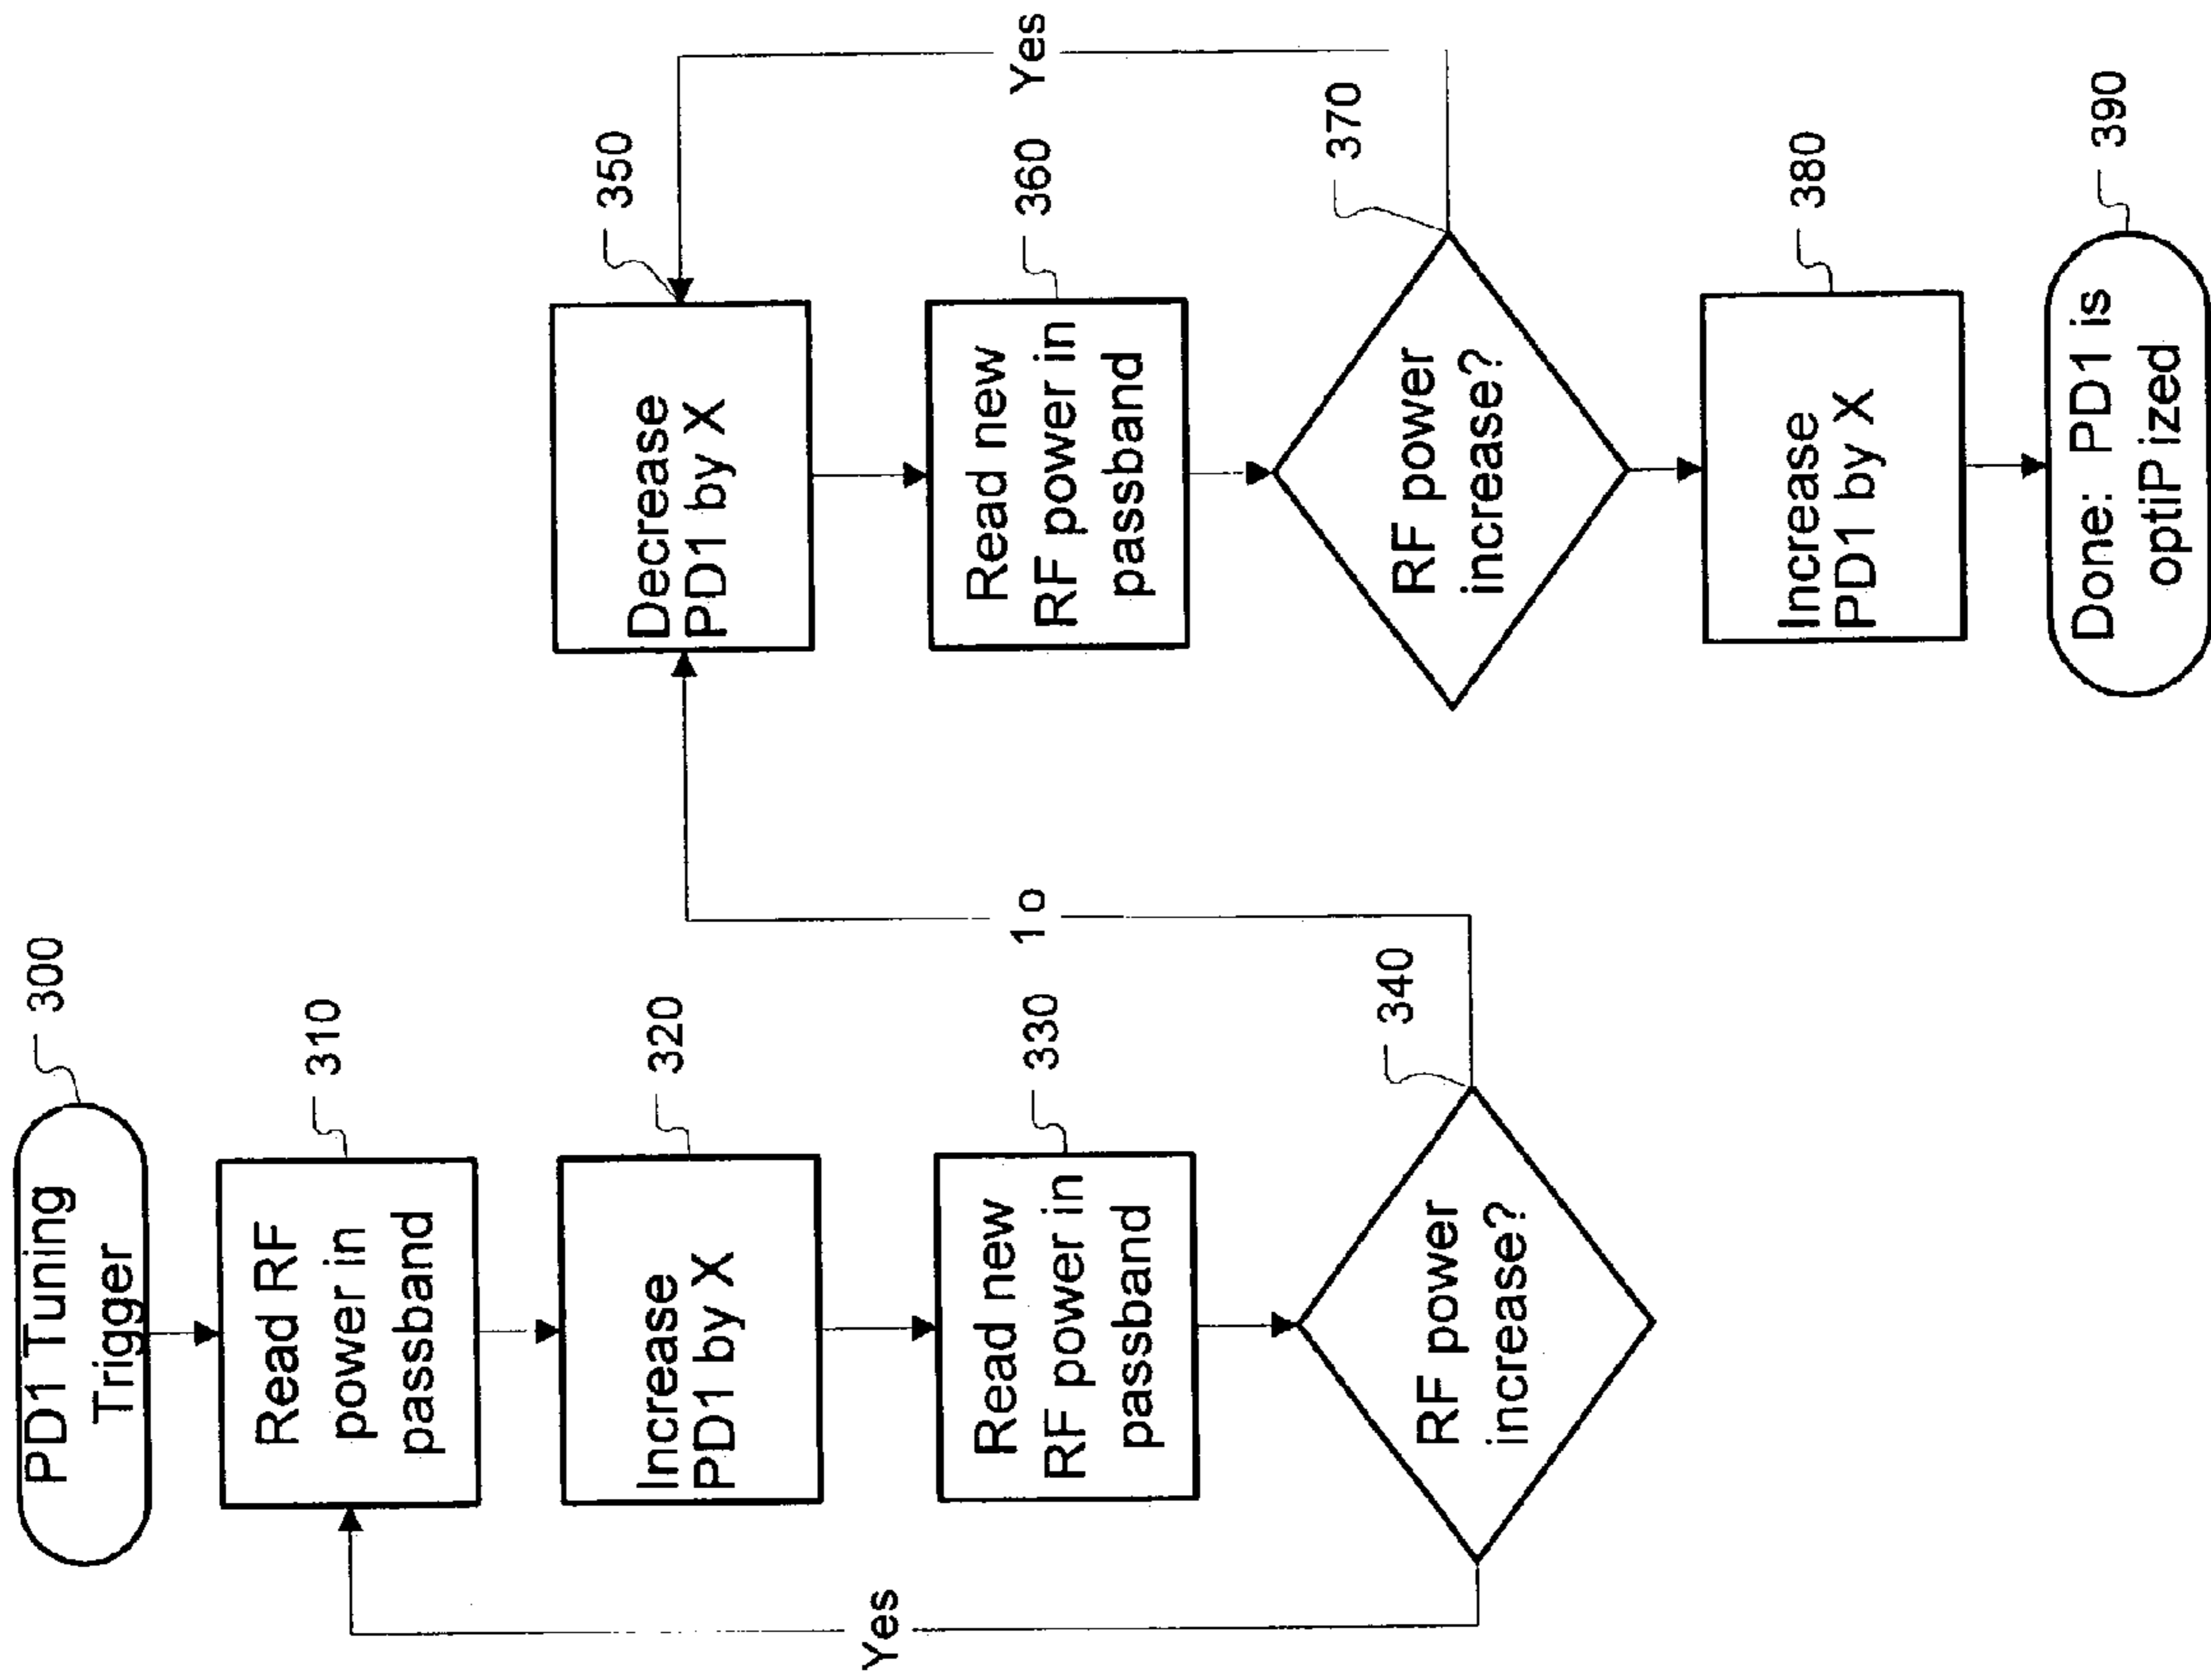 PD1 Tuning
Trigger
300
Read RF
power in
passband
310
Increase
PD1 by X
320
Read new
RF power in
passband
330
RF power
increase?
340
Yes
1 o
Decrease
PD1 by X
350
Read new
RF power in
passband
360
Yes
RF power
increase?
370
Increase
PD1 by X
380
Done: PD1 is
optiP ized
390